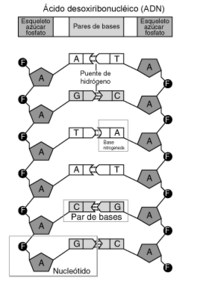 Ácido desoxiribonucléico (ADN)
Esqueleto azúcar fosfato
Pares de bases
Esqueleto azúcar fosfato
F
F
A
A T
A
Puente de hidrógeno
F
F
A
G C
A
F
F
A
T A
A
Base nitrogenada
F
F
A
A T
A
F
F
A
C G
A
Par de bases
F
F
A
G C
A
Nucleótido
F